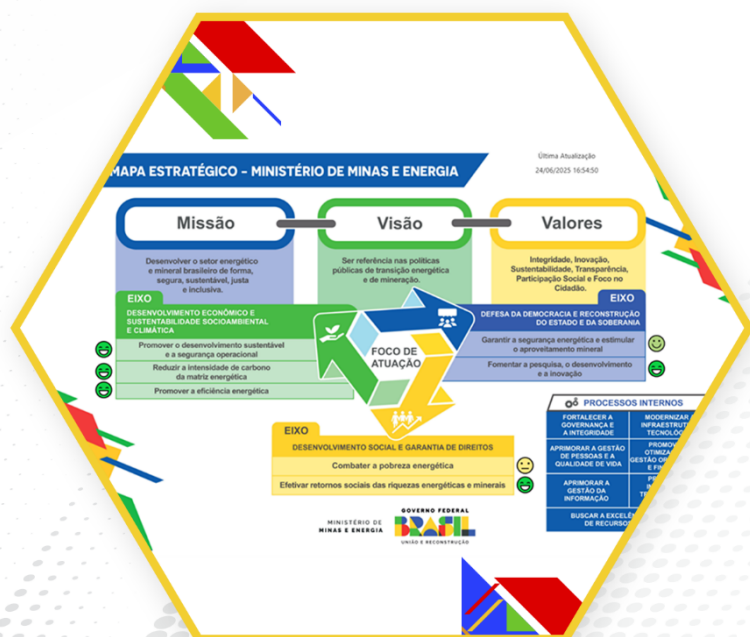 MAPA ESTRATÉGICO - MINISTÉRIO DE MINAS E ENERGIA
Última Atualização
24/06/2025 16:54:50
Missão
Visão
Valores
Desenvolver o setor energético
e mineral brasileiro de forma,
segura, sustentável, justa
e inclusiva.
Ser referência nas políticas
públicas de transição energética
e de mineração.
Integridade, Inovação,
Sustentabilidade, Transparência,
Participação Social e Foco no
Cidadão.
EIXO
DESENVOLVIMENTO ECONÔMICO E
SUSTENTABILIDADE SOCIOAMBIENTAL
E CLIMÁTICA
Promover o desenvolvimento sustentável
e a segurança operacional
Reduzir a intensidade de carbono
da matriz energética
Promover a eficiência energética
FOCO DE
ATUAÇÃO
EIXO
DEFESA DA DEMOCRACIA E RECONSTRUÇÃO
DO ESTADO E DA SOBERANIA
Garantir a segurança energética e estimular
o aproveitamento mineral
Fomentar a pesquisa, o desenvolvimento
e a inovação
EIXO
DESENVOLVIMENTO SOCIAL E GARANTIA DE DIREITOS
Combater a pobreza energética
Efetivar retornos sociais das riquezas energéticas e minerais
PROCESSOS INTERNOS
FORTALECER A
GOVERNANÇA E
A INTEGRIDADE
MODERNIZAR
APRIMORAR A GESTÃO
DE PESSOAS E A
QUALIDADE DE VIDA
GESTÃO
APRIMORAR A
GESTÃO DA
INFORMAÇÃO
BUSCAR A
DE
MINISTÉRIO DE
MINAS E ENERGIA
GOVERNO FEDERAL
BRASIL
UNIÃO E RECONSTRUÇÃO